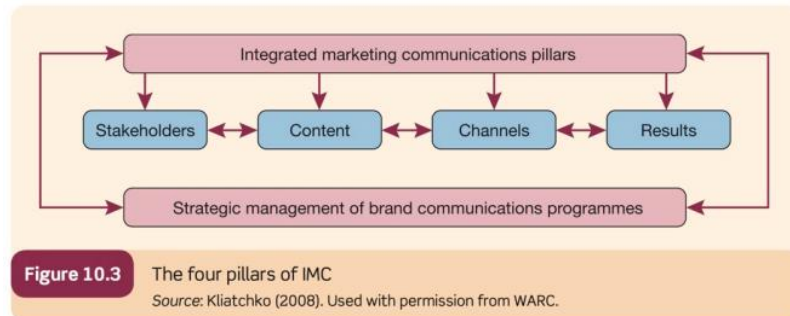 Integrated marketing communications pillars
Stakeholders
Content
Channels
Results
Strategic management of brand communications programmes
Figure 10.3
The four pillars of IMC
Source: Kliatchko (2008). Used with permission from WARC.